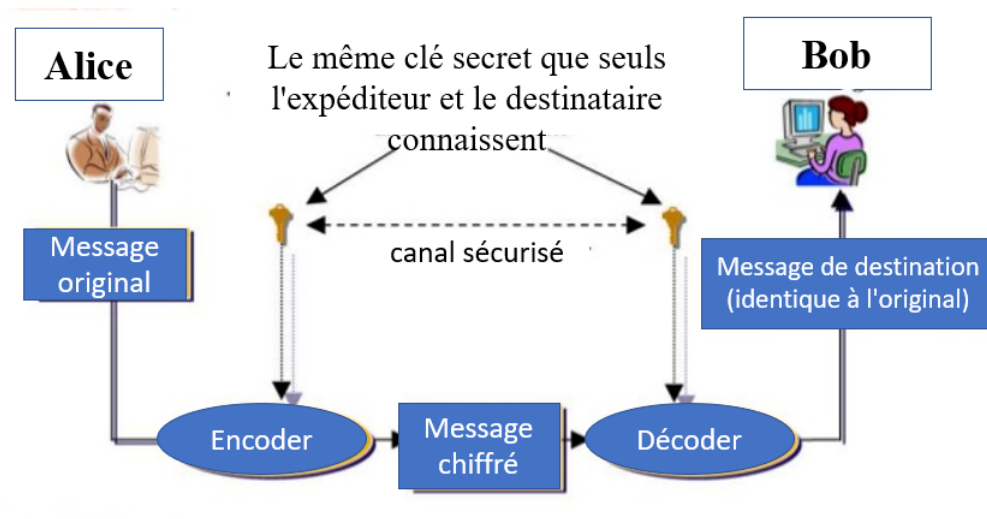 Alice
Le même clé secret que seuls
l'expéditeur et le destinataire
connaissent
Bob
canal sécurisé
Message
original
Message de destination
(identique à l'original)
Encoder
Message
chiffré
Décoder